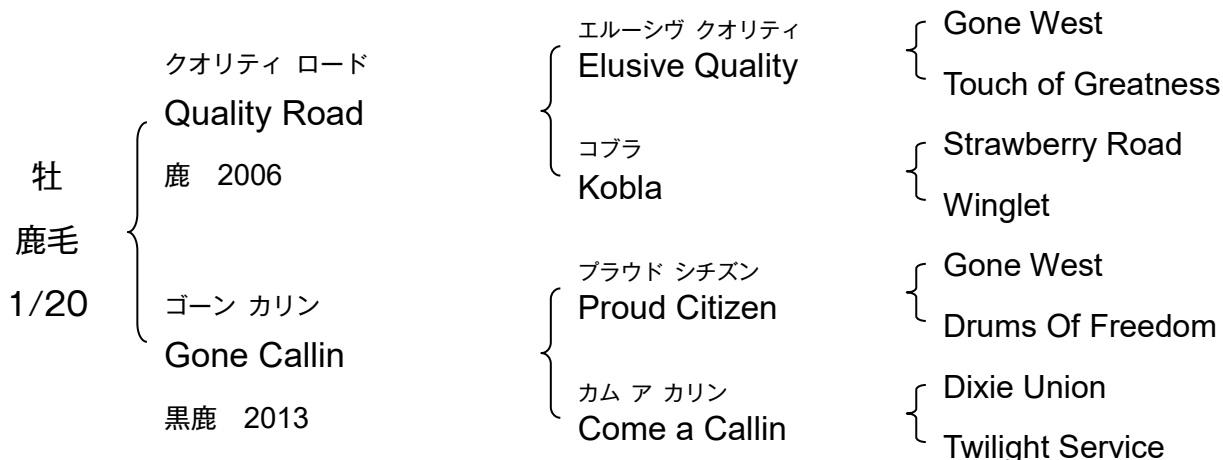 牡
鹿毛
1/20
クオリティ ロード
Quality Road
鹿 2006
ゴーン カリン
Gone Callin
黒鹿 2013
エルーシヴ クオリティ
Elusive Quality
コブラ
Kobla
プラウド シチズン
Proud Citizen
カム ア カリン
Come a Callin
Gone West
Touch of Greatness
Strawberry Road
Winglet
Gone West
Drums Of Freedom
Dixie Union
Twilight Service